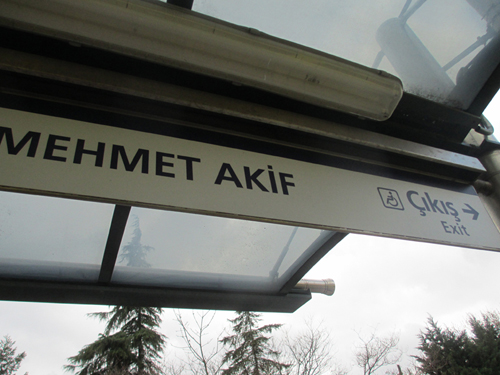 MEHMET AKİF
Çıkış →
Exit